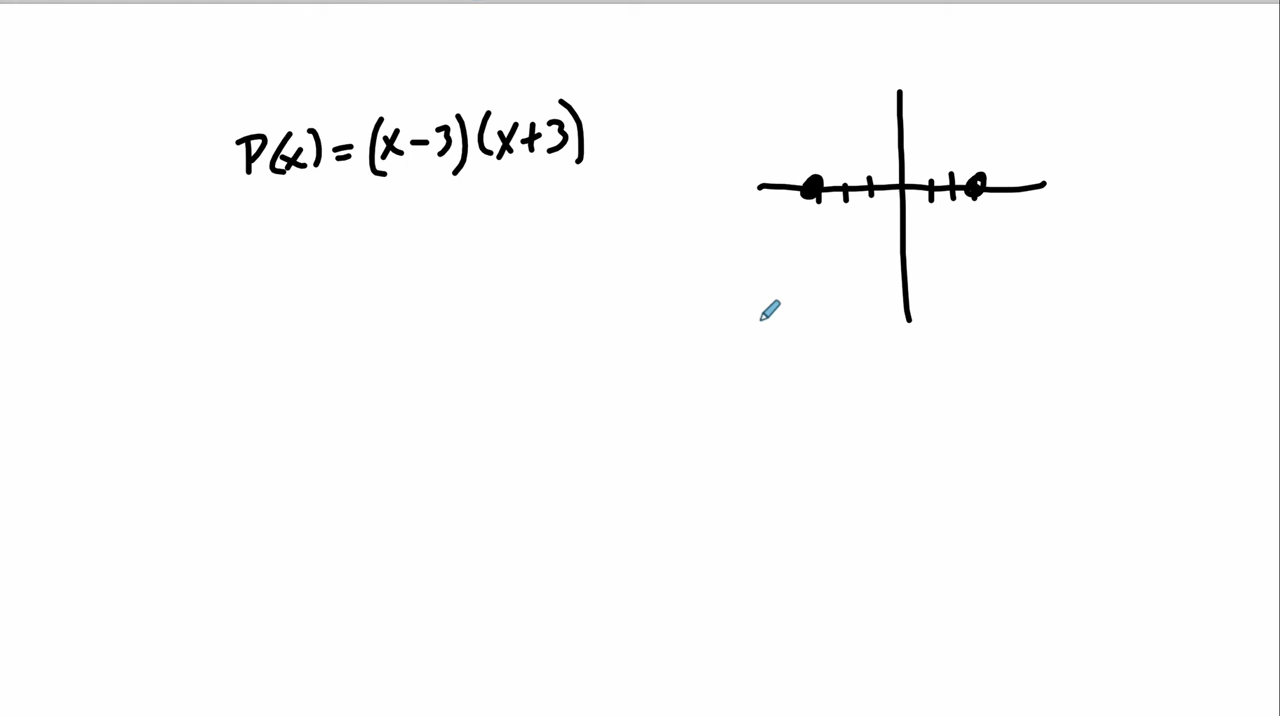 P(x) = (x-3)(x+3)